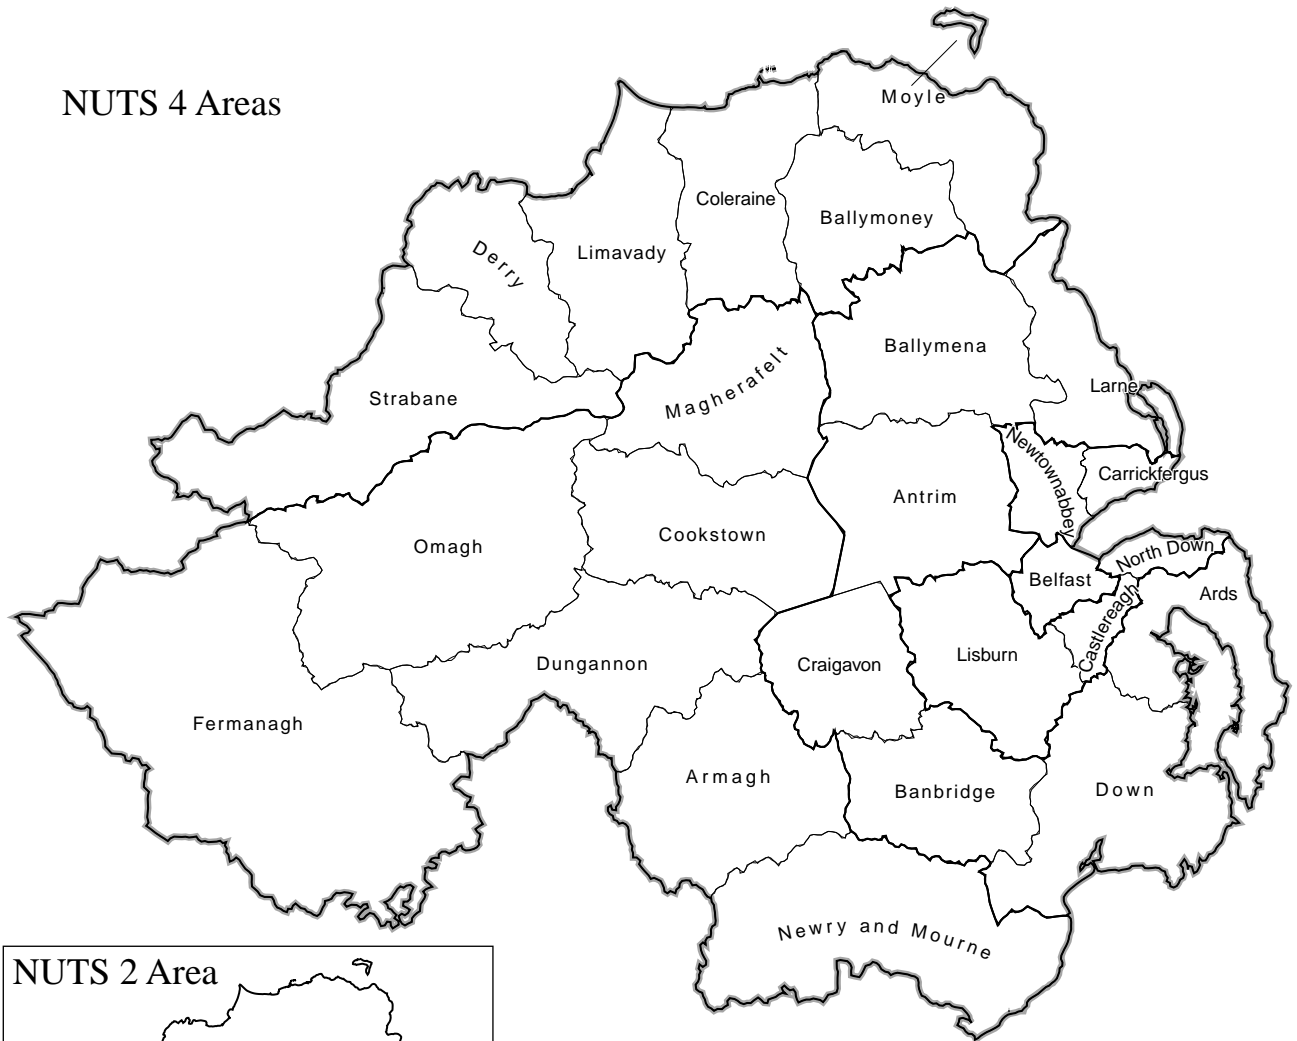 NUTS 4 Areas
Moyle
Coleraine
Ballymoney
Derry
Limavady
Ballymena
Magherafelt
Larne
Strabane
Newtownabbey
Carrickfergus
Antrim
Cookstown
Omagh
North Down
Belfast
Ards
Castlereagh
Lisburn
Craigavon
Dungannon
Fermanagh
Armagh
Banbridge
Down
Newry and Mourne
NUTS 2 Area